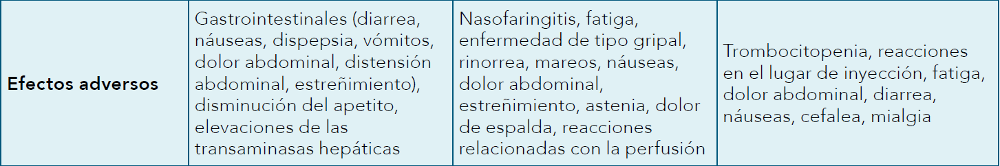 Efectos adversos
Gastrointestinales (diarrea,
náuseas, dispepsia, vómitos,
dolor abdominal, distensión
abdominal, estreñimiento),
disminución del apetito,
elevaciones de las
transaminasas hepáticas
Nasofaringitis, fatiga,
enfermedad de tipo gripal,
rinorrea, mareos, náuseas,
dolor abdominal,
estreñimiento, astenia, dolor
de espalda, reacciones
relacionadas con la perfusión
Trombocitopenia, reacciones
en el lugar de inyección, fatiga,
dolor abdominal, diarrea,
náuseas, cefalea, mialgia